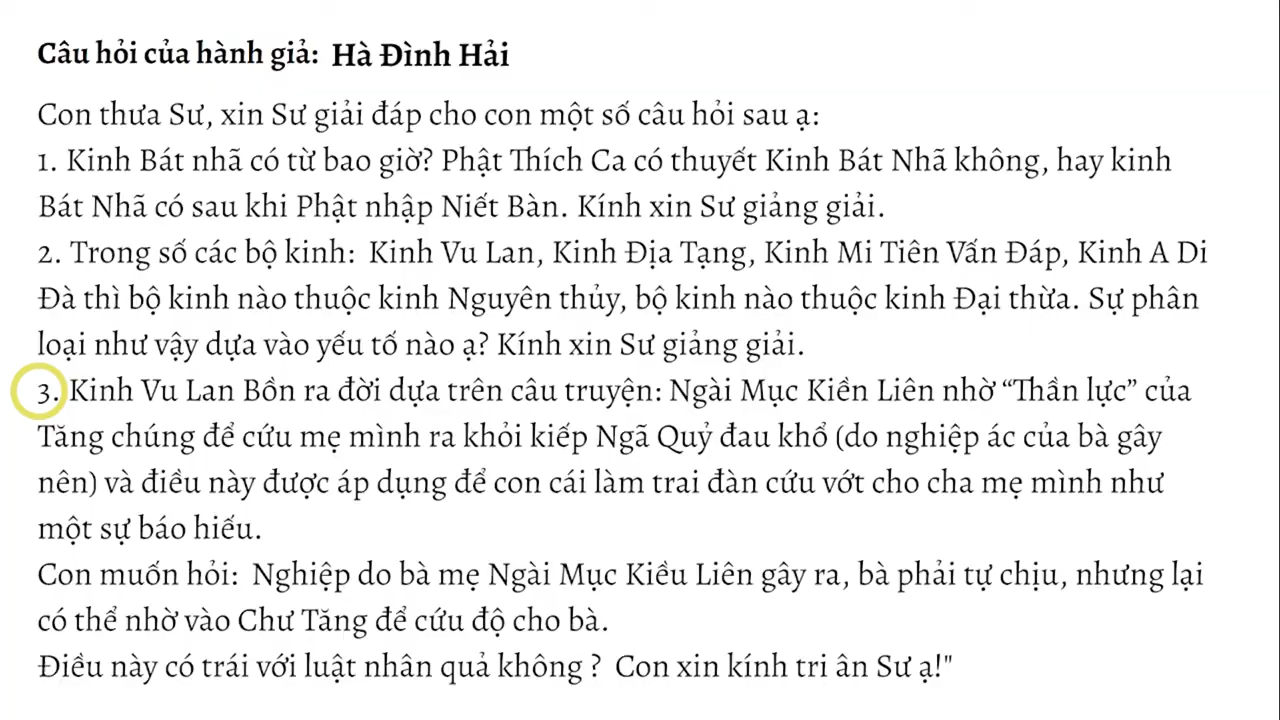 Câu hỏi của hành giả: Hà Đình Hải
Con thưa Sư, xin Sư giải đáp cho con một số câu hỏi sau ạ:
1. Kinh Bát nhã có từ bao giờ? Phật Thích Ca có thuyết Kinh Bát Nhã không, hay kinh
Bát Nhã có sau khi Phật nhập Niết Bàn. Kính xin Sư giảng giải.
2. Trong số các bộ kinh: Kinh Vu Lan, Kinh Địa Tạng, Kinh Mi Tiên Vấn Đáp, Kinh A Di
Đà thì bộ kinh nào thuộc kinh Nguyên thủy, bộ kinh nào thuộc kinh Đại thừa. Sự phân
loại như vậy dựa vào yếu tố nào ạ? Kính xin Sư giảng giải.
3. Kinh Vu Lan Bồn ra đời dựa trên câu truyện: Ngài Mục Kiền Liên nhờ “Thần lực” của
Tăng chúng để cứu mẹ mình ra khỏi kiếp Ngã Quỷ đau khổ (do nghiệp ác của bà gây
nên) và điều này được áp dụng để con cái làm trai đàn cứu vớt cho cha mẹ mình như
một sự báo hiếu.
Con muốn hỏi: Nghiệp do bà mẹ Ngài Mục Kiều Liên gây ra, bà phải tự chịu, nhưng lại
có thể nhờ vào Chư Tăng để cứu độ cho bà.
Điều này có trái với luật nhân quả không ? Con xin kính tri ân Sư ạ!"